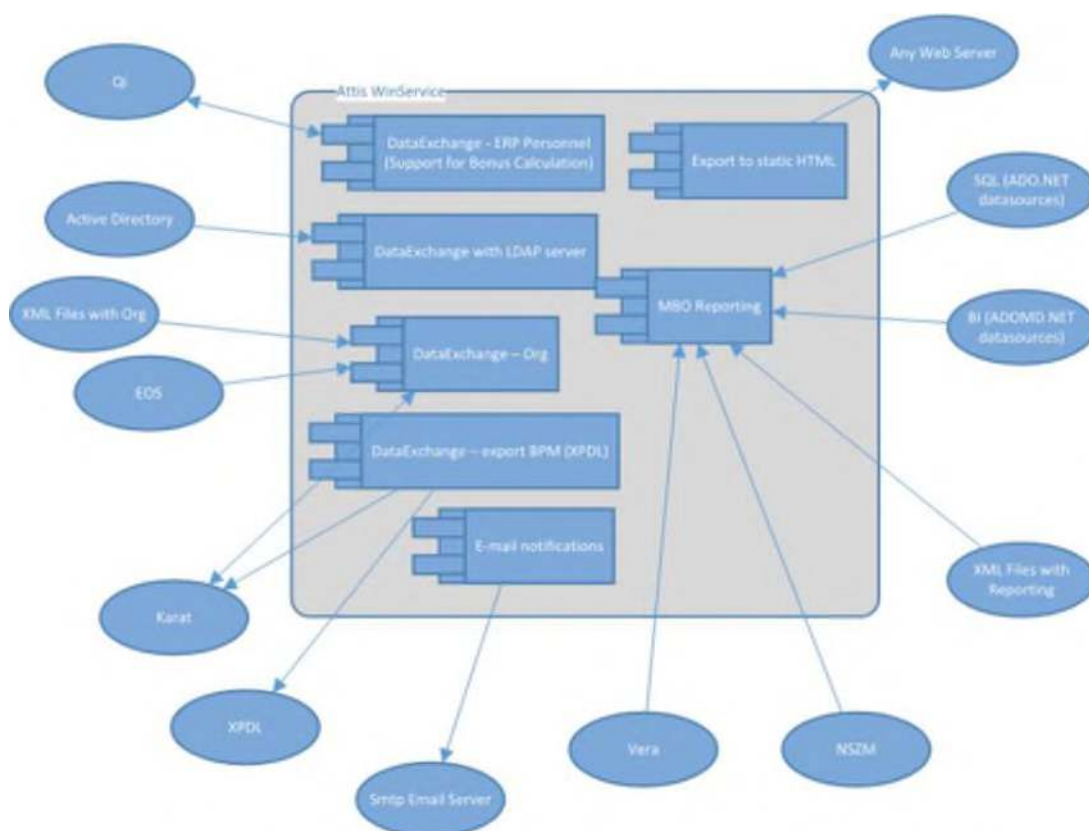 Any Web Server
QI
Attis WinService
DataExchange - ERP Personnel
(Support for Bonus Calculation)
Export to static HTML
SQL (ADO.NET
datasources)
Active Directory
DataExchange with LDAP server
XML Files with Org
MBO Reporting
BI (ADOMD.NET
datasources)
DataExchange – Org
EOS
DataExchange – export BPM (XPDL)
E-mail notifications
XML Files with
Reporting
Karat
XPDL
Vera
NSZM
Smtp Email Server